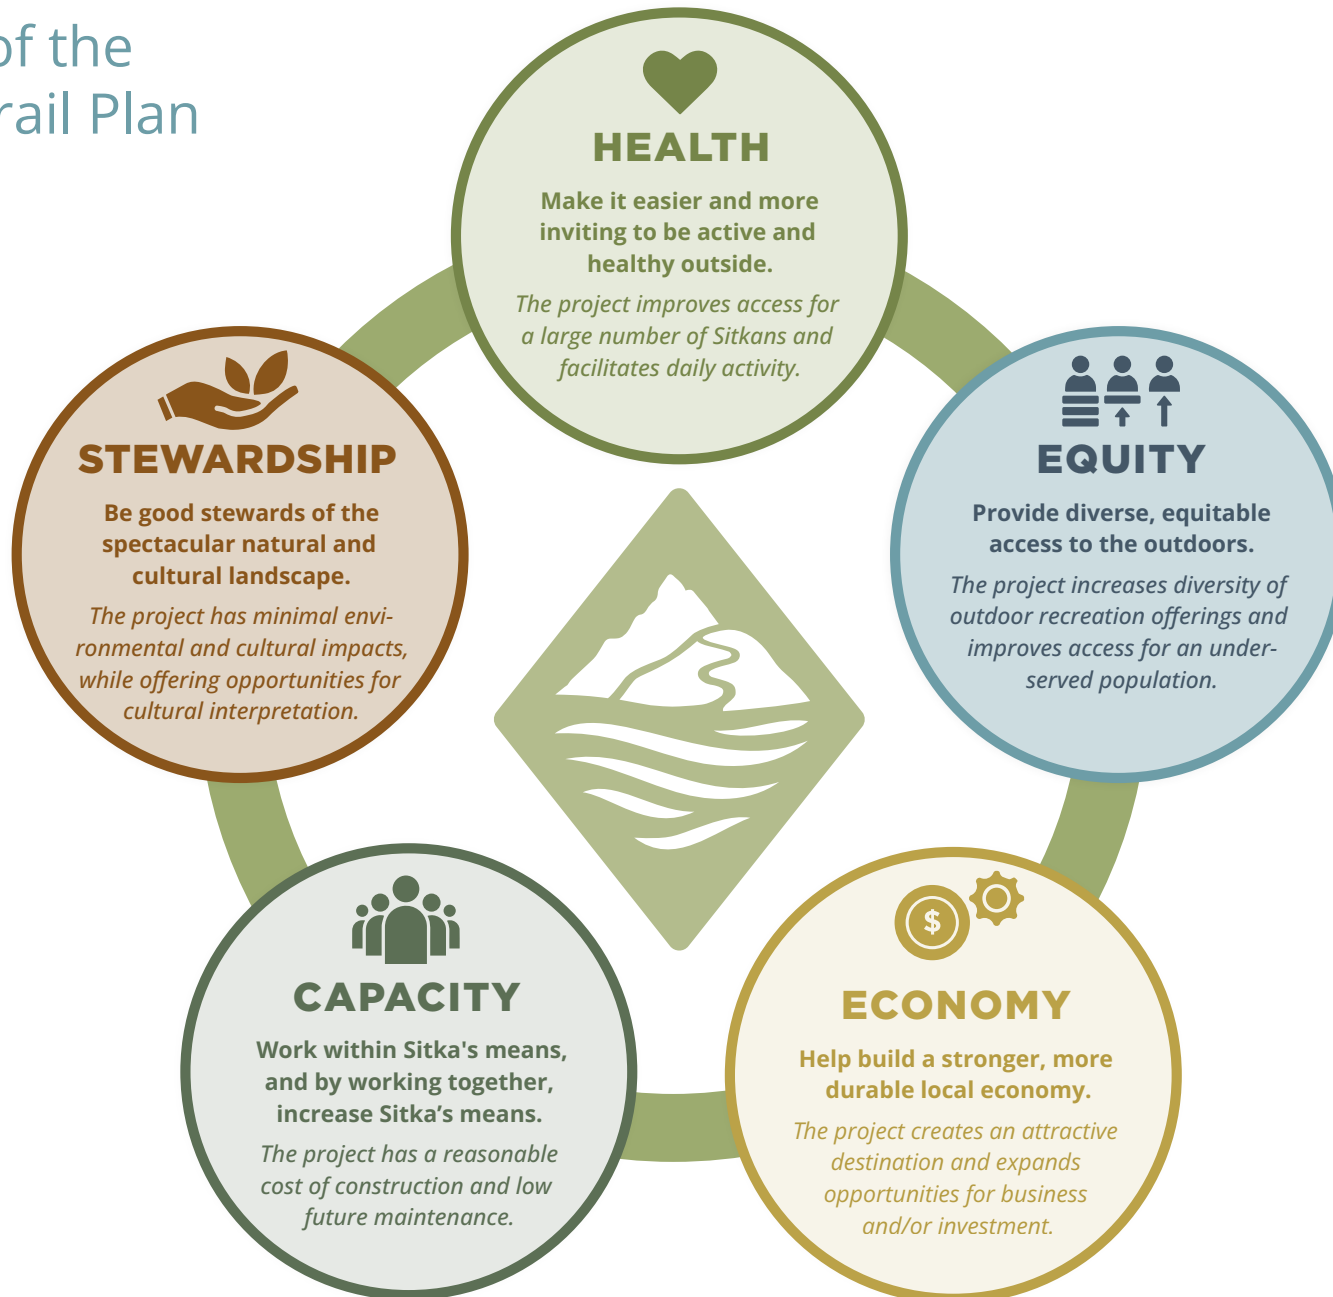 of the
rail Plan
HEALTH
Make it easier and more
inviting to be active and
healthy outside.
The project improves access for
a large number of Sitkans and
facilitates daily activity.
STEWARDSHIP
Be good stewards of the
spectacular natural and
cultural landscape.
The project has minimal envi-
ronmental and cultural impacts,
while offering opportunities for
cultural interpretation.
EQUITY
Provide diverse, equitable
access to the outdoors.
The project increases diversity of
outdoor recreation offerings and
improves access for an under-
served population.
CAPACITY
Work within Sitka's means,
and by working together,
increase Sitka’s means.
The project has a reasonable
cost of construction and low
future maintenance.
$
ECONOMY
Help build a stronger, more
durable local economy.
The project creates an attractive
destination and expands
opportunities for business
and/or investment.